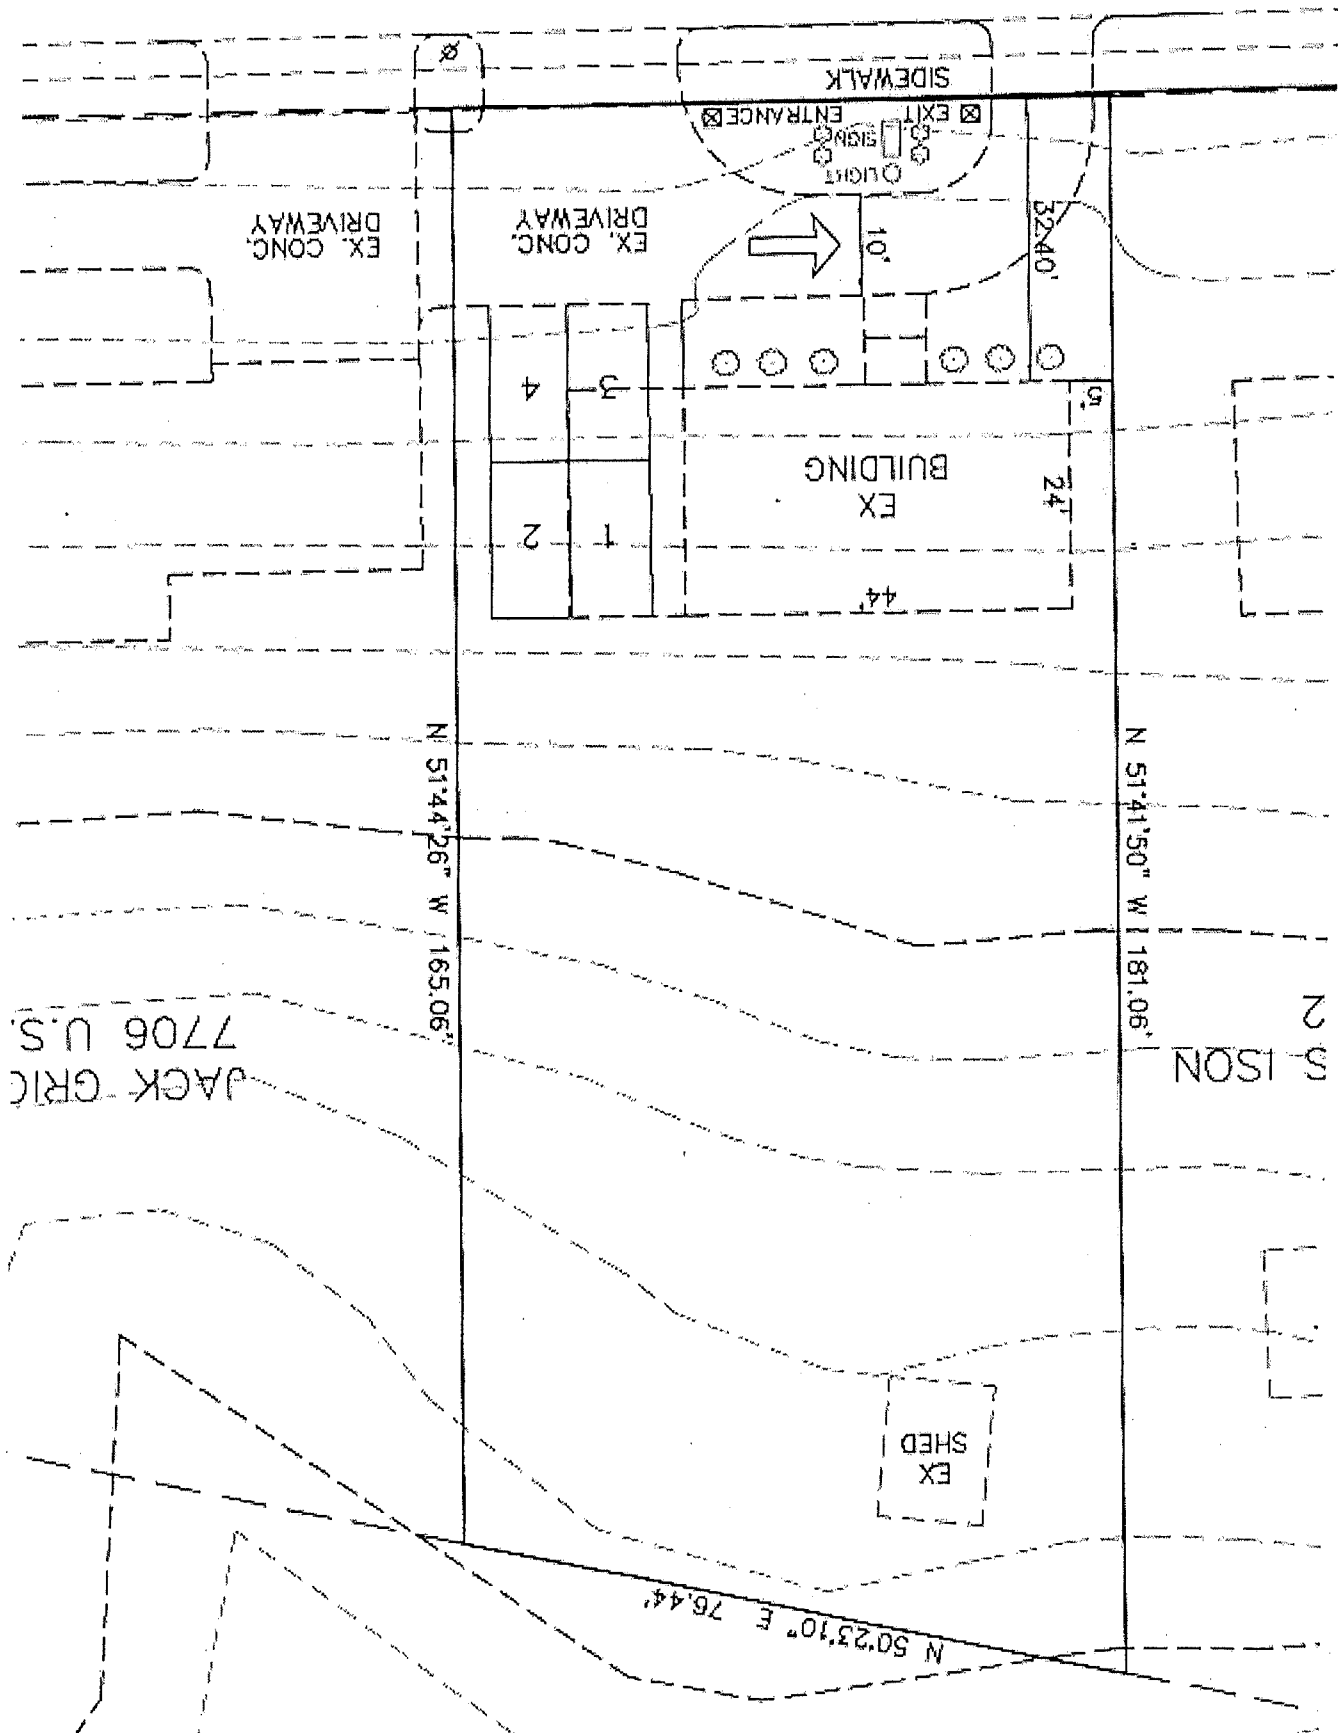 N 50°23'10" E 76.44'
EX
SHED
S ISON
2
JACK GRIC
7706 U.S.
N 51°41'50" W 181.06'
N 51°44'26" W 165.06'
44'
EX
BUILDING
24'
5'
1
2
3
4
32.40'
10'
EX. CONC.
DRIVEWAY
EX. CONC.
DRIVEWAY
LIGHT
SIGN
EXIT
ENTRANCE
SIDEWALK